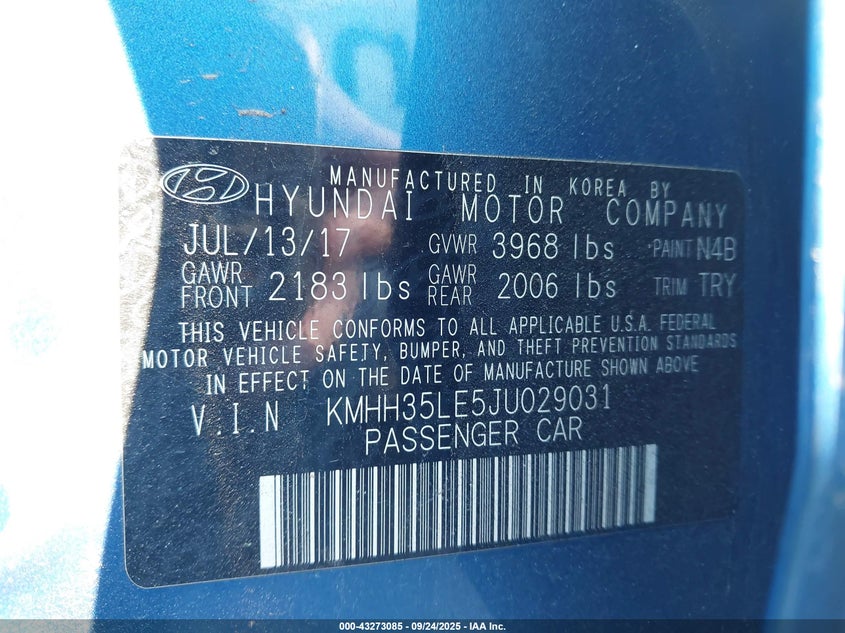 MANUFACTURED IN KOREA BY
HYUNDAI MOTOR COMPANY
JUL/13/17 GVWR 3968 lbs PAINT N4B
GAWR FRONT 2183 lbs GAWR REAR 2006 lbs TRIM TRY
THIS VEHICLE CONFORMS TO ALL APPLICABLE U.S.A. FEDERAL
MOTOR VEHICLE SAFETY, BUMPER, AND THEFT PREVENTION STANDARDS
IN EFFECT ON THE DATE OF MANUFACTURE SHOWN ABOVE
V.I.N KMHH35LE5JU029031
PASSENGER CAR
000-43273085 - 09/24/2025 - IAA Inc.